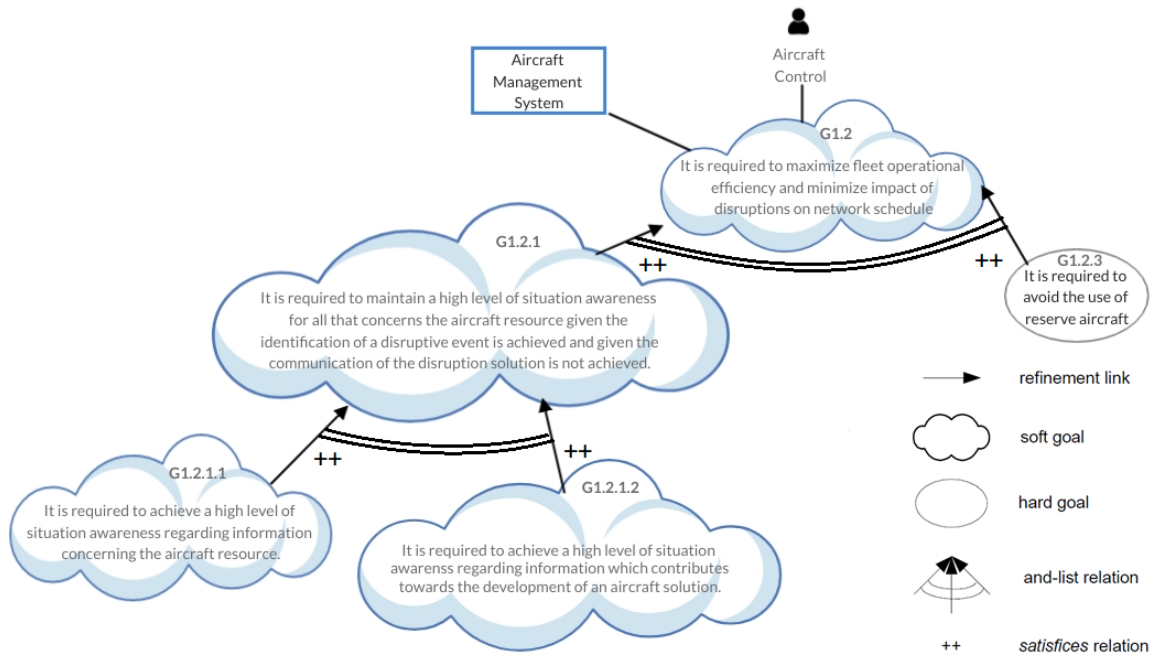 Aircraft
Management
System
Aircraft
Control
G1.2
It is required to maximize fleet operational
efficiency and minimize impact of
disruptions on network schedule
G1.2.1
++
++
G1.2.3
It is required to
avoid the use of
reserve aircraft
It is required to maintain a high level of situation awareness
for all that concerns the aircraft resource given the
identification of a disruptive event is achieved and given the
communication of the disruption solution is not achieved.
refinement link
soft goal
hard goal
and-list relation
++ satisfices relation
++
++
G1.2.1.1
It is required to achieve a high level of
situation awareness regarding information
concerning the aircraft resource.
G1.2.1.2
It is required to achieve a high level of situation
awarenss regarding information which contributes
towards the development of an aircraft solution.